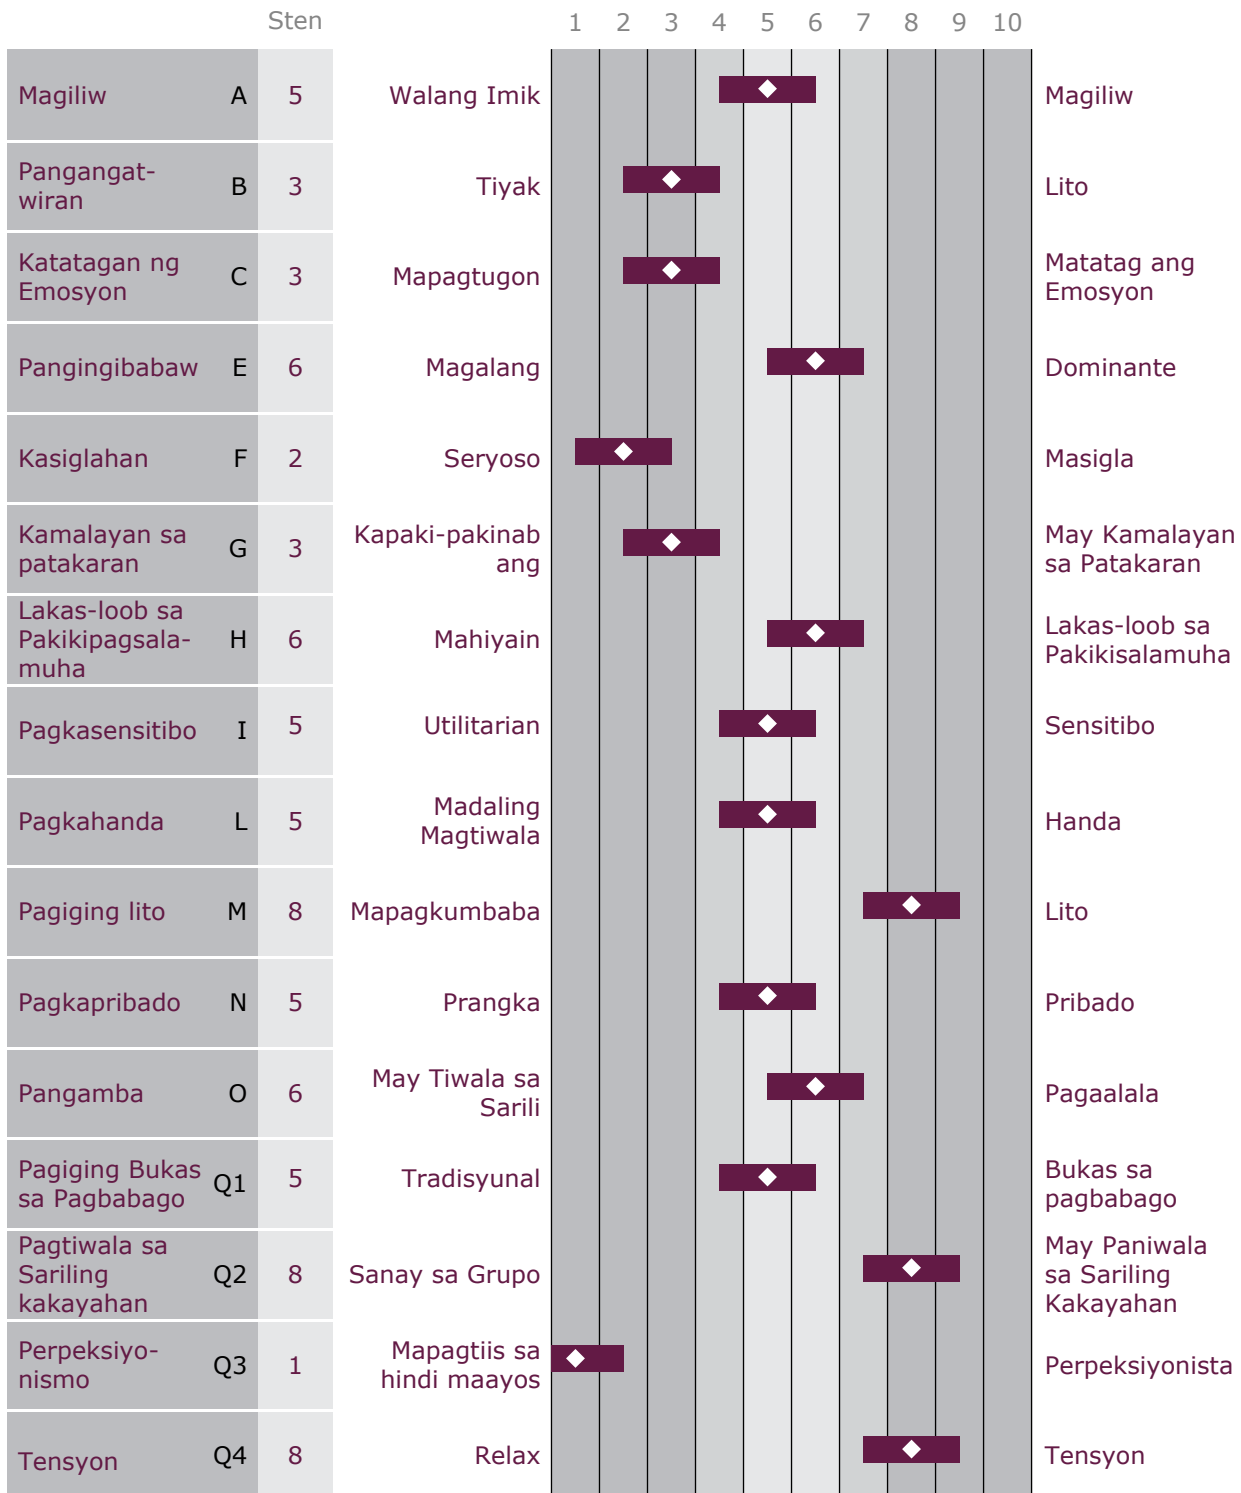 Sten 1 2 3 4 5 6 7 8 9 10
Magiliw A 5 Walang Imik Magiliw
Pangangat-
wiran B 3 Tiyak Lito
Katatagan ng
Emosyon C 3 Mapagtugon Matatag ang
Emosyon
Pangingibabaw E 6 Magalang Dominante
Kasiglahan F 2 Seryoso Masigla
Kamalayan sa
patakaran G 3 Kapaki-pakinab
ang May Kamalayan
sa Patakaran
Lakas-loob sa
Pakikipagsala-
muha H 6 Mahiyain Lakas-loob sa
Pakikisalamuha
Pagkasensitibo I 5 Utilitarian Sensitibo
Pagkahanda L 5 Madaling
Magtiwala Handa
Pagiging lito M 8 Mapagkumbaba Lito
Pagkapribado N 5 Prangka Pribado
Pangamba O 6 May Tiwala sa
Sarili Pagaalala
Pagiging Bukas
sa Pagbabago Q1 5 Tradisyunal Bukas sa
pagbabago
Pagtiwala sa
Sariling
kakayahan Q2 8 Sanay sa Grupo May Paniwala
sa Sariling
Kakayahan
Perpeksiyo-
nismo Q3 1 Mapagtiis sa
hindi maayos Perpeksiyonista
Tensyon Q4 8 Relax Tensyon